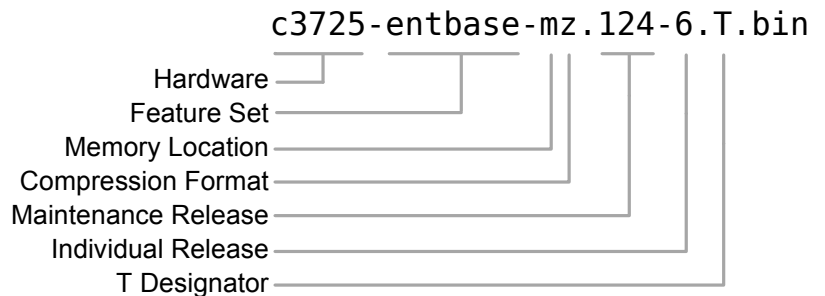 c3725-entbase-mz.124-6.T.bin
Hardware
Feature Set
Memory Location
Compression Format
Maintenance Release
Individual Release
T Designator